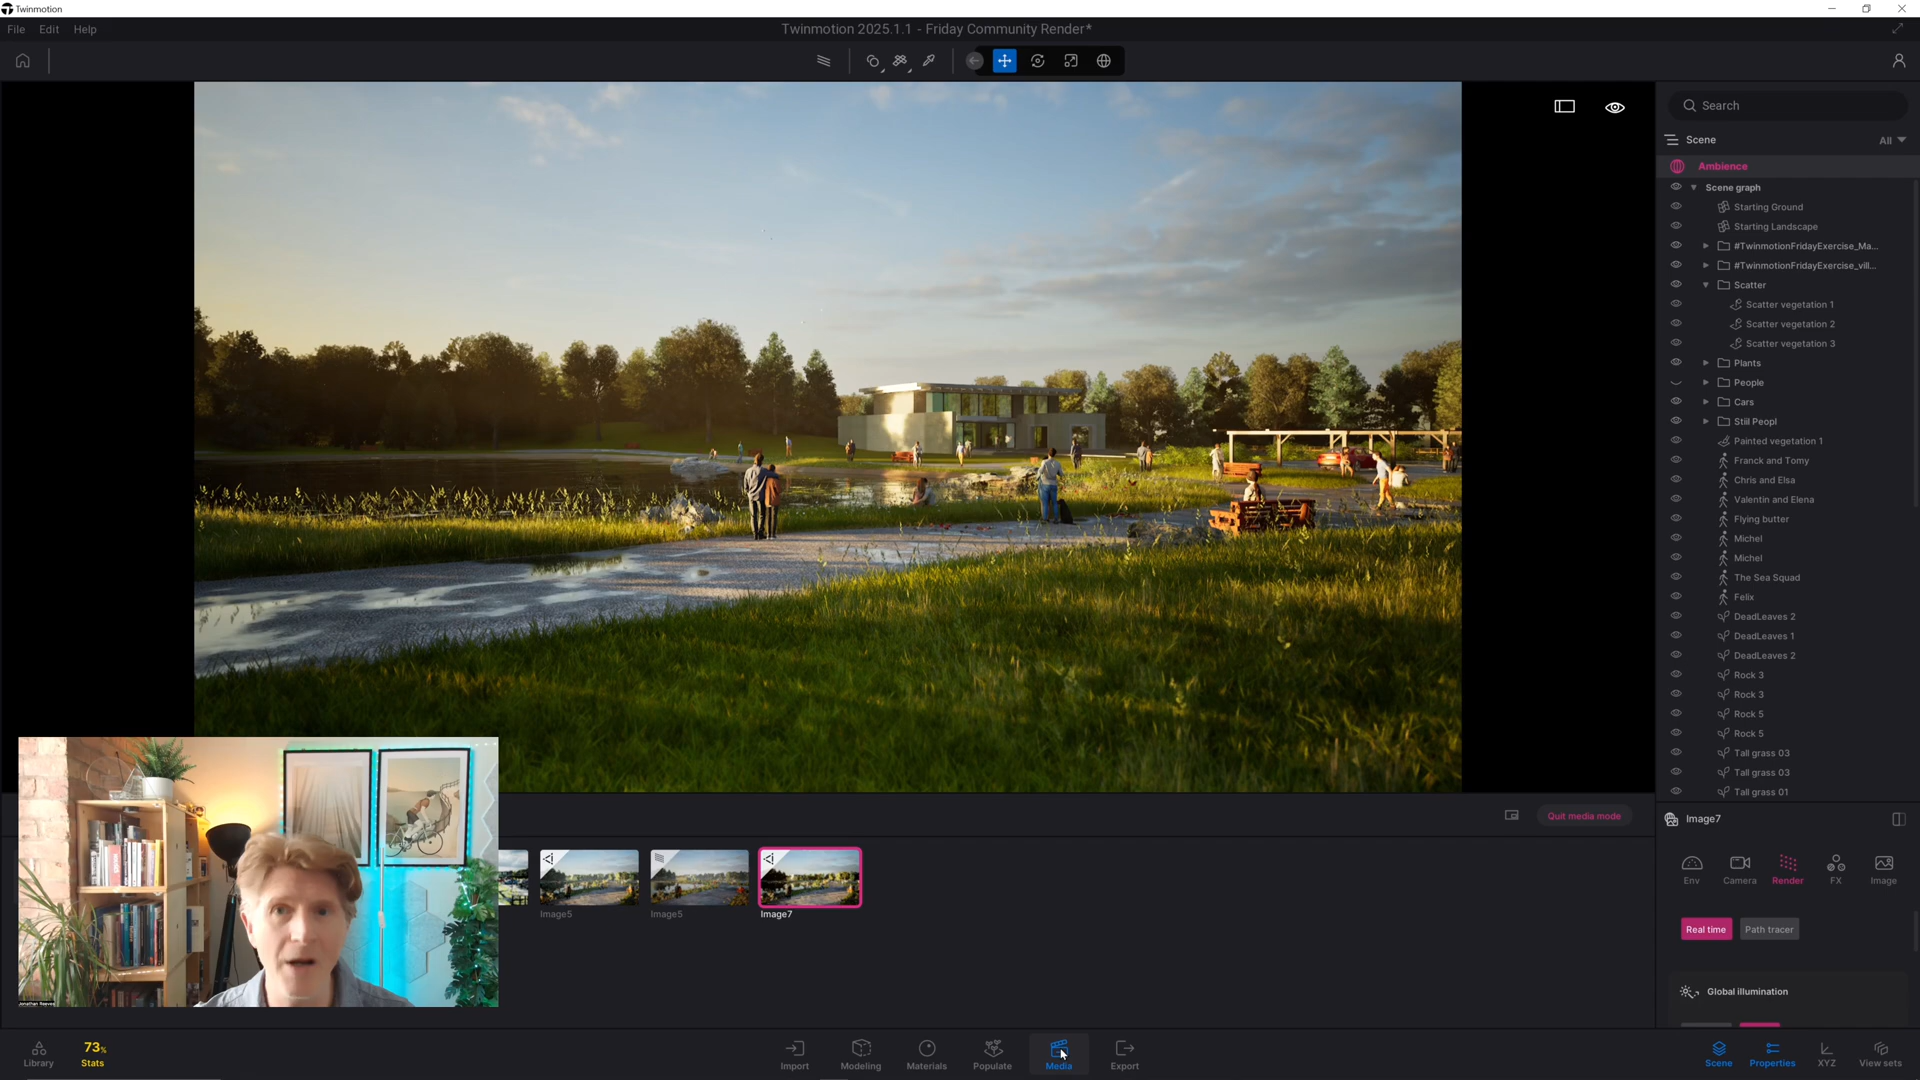 Twinmotion
File Edit Help
Twinmotion 2025.1.1 - Friday Community Render*
Search
Scene
All
Ambience
Scene graph
Starting Ground
Starting Landscape
#TwinmotionFridayExercise_Ma...
#TwinmotionFridayExercise_vill...
Scatter
Scatter vegetation 1
Scatter vegetation 2
Scatter vegetation 3
Plants
People
Cars
Still Peopl
Painted vegetation 1
Franck and Tomy
Chris and Elsa
Valentin and Elena
Flying butter
Michel
Michel
The Sea Squad
Felix
DeadLeaves 2
DeadLeaves 1
DeadLeaves 2
Rock 3
Rock 3
Rock 5
Rock 5
Tall grass 03
Tall grass 03
Tall grass 01
Quit media mode
Image7
Env Camera Render FX Image
Real time Path tracer
Global illumination
Image5 Image5 Image7
Jonathan Reeves
Library
73%
Stats
Import Modeling Materials Populate Media Export
Scene Properties XYZ View sets